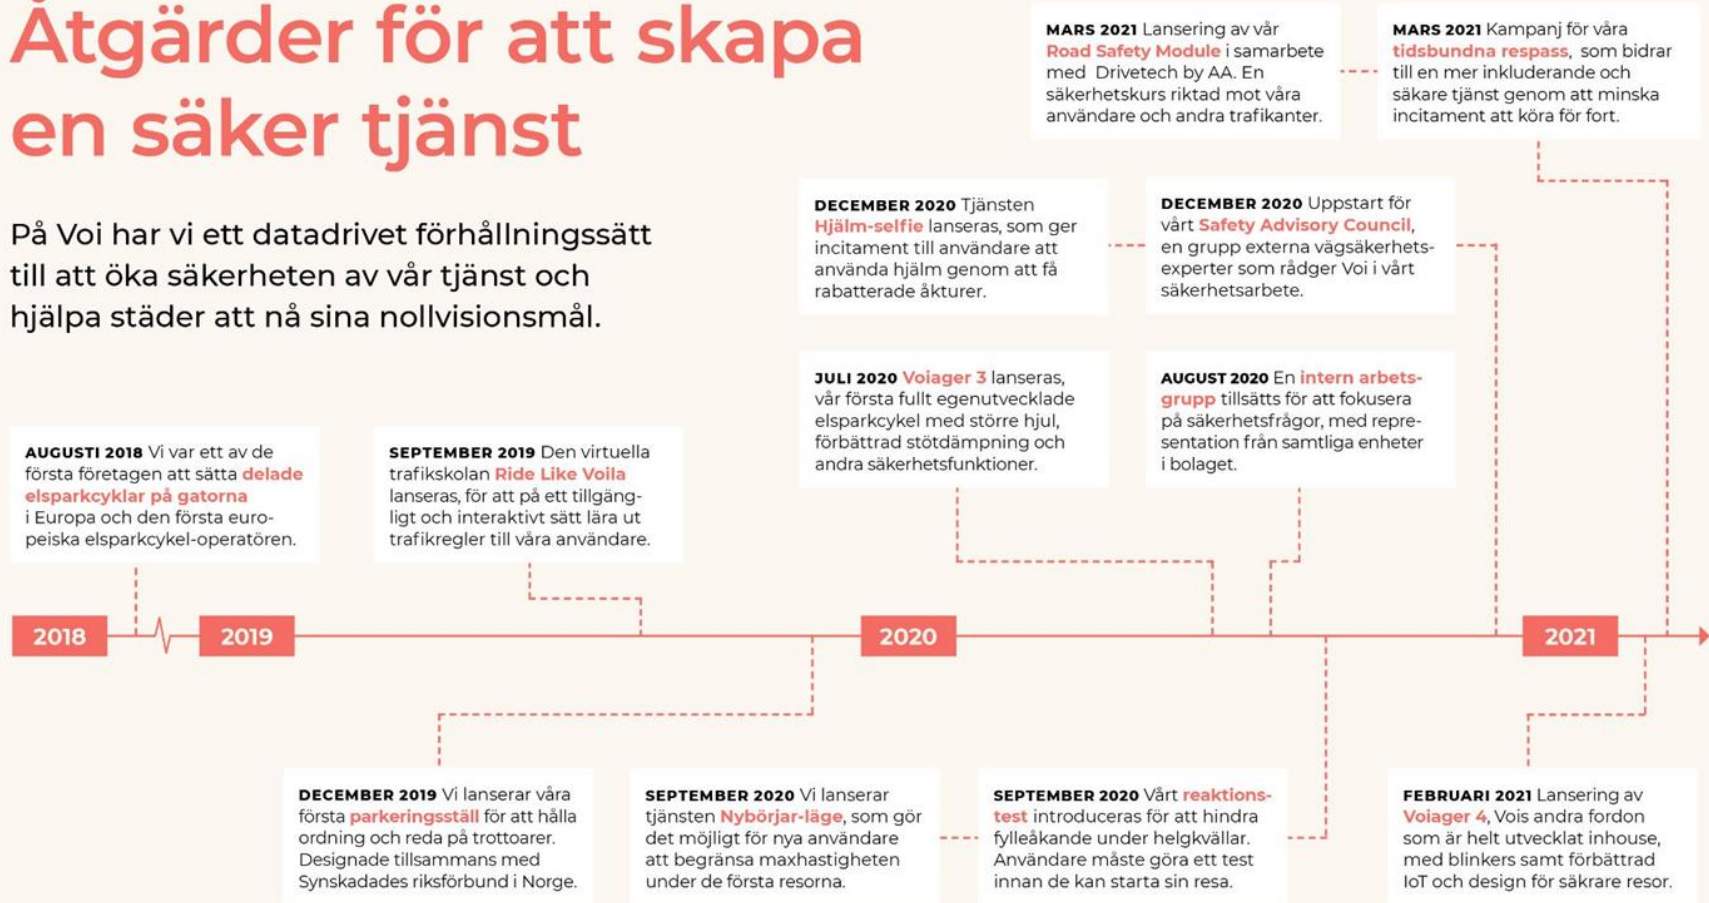 Åtgärder för att skapa
en säker tjänst
På Voi har vi ett datadrivet förhållningssätt
till att öka säkerheten av vår tjänst och
hjälpa städer att nå sina nollvisionsmål.
MARS 2021 Lansering av vår
Road Safety Module i samarbete
med Drivetech by AA. En
säkerhetskurs riktad mot våra
användare och andra trafikanter.
MARS 2021 Kampanj för våra
tidsbundna respass, som bidrar
till en mer inkluderande och
säkare tjänst genom att minska
incitament att köra för fort.
DECEMBER 2020 Tjänsten
Hjälm-selfie lanseras, som ger
incitament till användare att
använda hjälm genom att få
rabatterade åkturer.
DECEMBER 2020 Uppstart för
vårt Safety Advisory Council,
en grupp externa vägsäkerhets-
experter som rådger Voi i vårt
säkerhetsarbete.
JULI 2020 Voiager 3 lanseras,
vår första fullt egenutvecklade
elsparkcykel med större hjul,
förbättrad stötdämpning och
andra säkerhetsfunktioner.
AUGUST 2020 En intern arbets-
grupp tillsätts för att fokusera
på säkerhetsfrågor, med repre-
sentation från samtliga enheter
i bolaget.
AUGUSTI 2018 Vi var ett av de
första företagen att sätta delade
elsparkcyklar på gatorna
i Europa och den första euro-
peiska elsparkcykel-operatören.
SEPTEMBER 2019 Den virtuella
trafikskolan Ride Like Voila
lanseras, för att på ett tillgäng-
ligt och interaktivt sätt lära ut
trafikregler till våra användare.
2018
2019
2020
2021
DECEMBER 2019 Vi lanserar våra
första parkeringsställ för att hålla
ordning och reda på trottoarer.
Designade tillsammans med
Synskadades riksförbund i Norge.
SEPTEMBER 2020 Vi lanserar
tjänsten Nybörjar-läge, som gör
det möjligt för nya användare
att begränsa maxhastigheten
under de första resorna.
SEPTEMBER 2020 Vårt reaktions-
test introduceras för att hindra
fylleåkande under helgkvällar.
Användare måste göra ett test
innan de kan starta sin resa.
FEBRUARI 2021 Lansering av
Voiager 4, Vois andra fordon
som är helt utvecklat inhouse,
med blinkers samt förbättrad
IoT och design för säkrare resor.